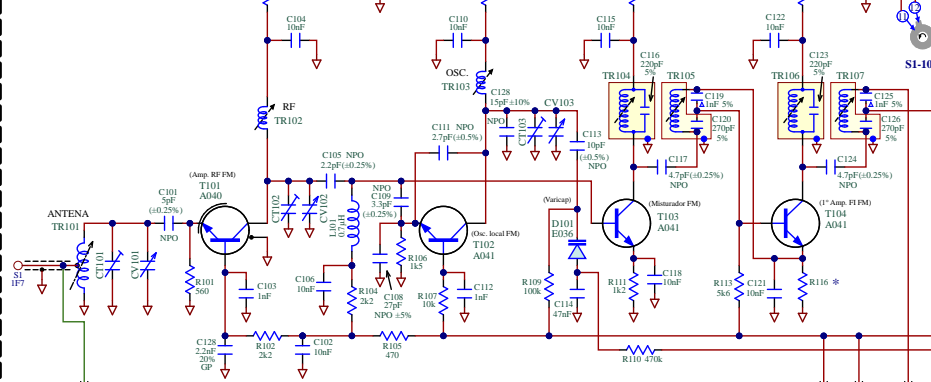 C104
10nF
C110
10nF
C115
10nF
C122
10nF
11
12
S1-10
OSC.
TR103
C128
15pF±10%
CV103
C116
220pF
5%
TR104
TR105
C119
1nF 5%
C120
270pF
5%
C123
220pF
5%
TR106
TR107
C125
1nF 5%
C126
270pF
5%
RF
TR102
NPO
CT103
C111 NPO
2.7pF(±0.5%)
C113
10pF
(±0.5%)
NPO
C105 NPO
2.2pF(±0.25%)
C117
4.7pF(±0.25%)
NPO
C124
4.7pF(±0.25%)
NPO
(Amp. RF FM)
T101
A040
C101
5pF
(±0.25%)
NPO
CT102
CV102
L101
0.7uH
NPO
C109
3.3pF
(±0.25%)
(Varicap)
(Misturador FM)
T103
A041
(1ª Amp. FI FM)
T104
A041
ANTENA
TR101
(Osc. local FM)
T102
A041
D101
E036
S1
1F7
CT101
CV101
R101
560
C103
1nF
C106
10nF
R104
2k2
C108
27pF
NPO ±5%
R106
1k5
R107
10k
C112
1nF
R109
100k
C114
47nF
R111
1k2
C118
10nF
R113
5k6
C121
10nF
R116 *
C128
2.2nF
20%
GP
R102
2k2
C102
10nF
R105
470
R110 470k